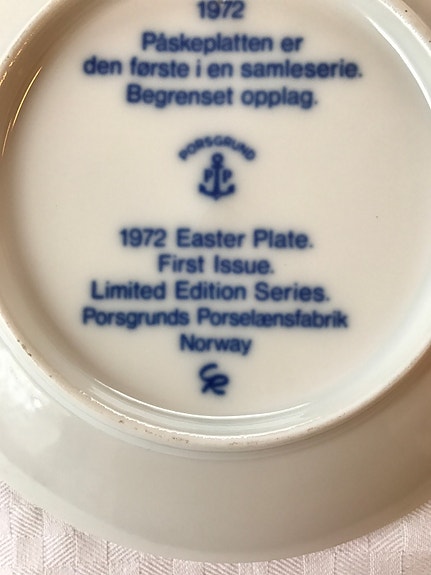 1972
Påskeplatten er
den første i en samleserie.
Begrenset opplag.
PORSGRUND
P P
1972 Easter Plate.
First Issue.
Limited Edition Series.
Porsgrunds Porselænsfabrik
Norway